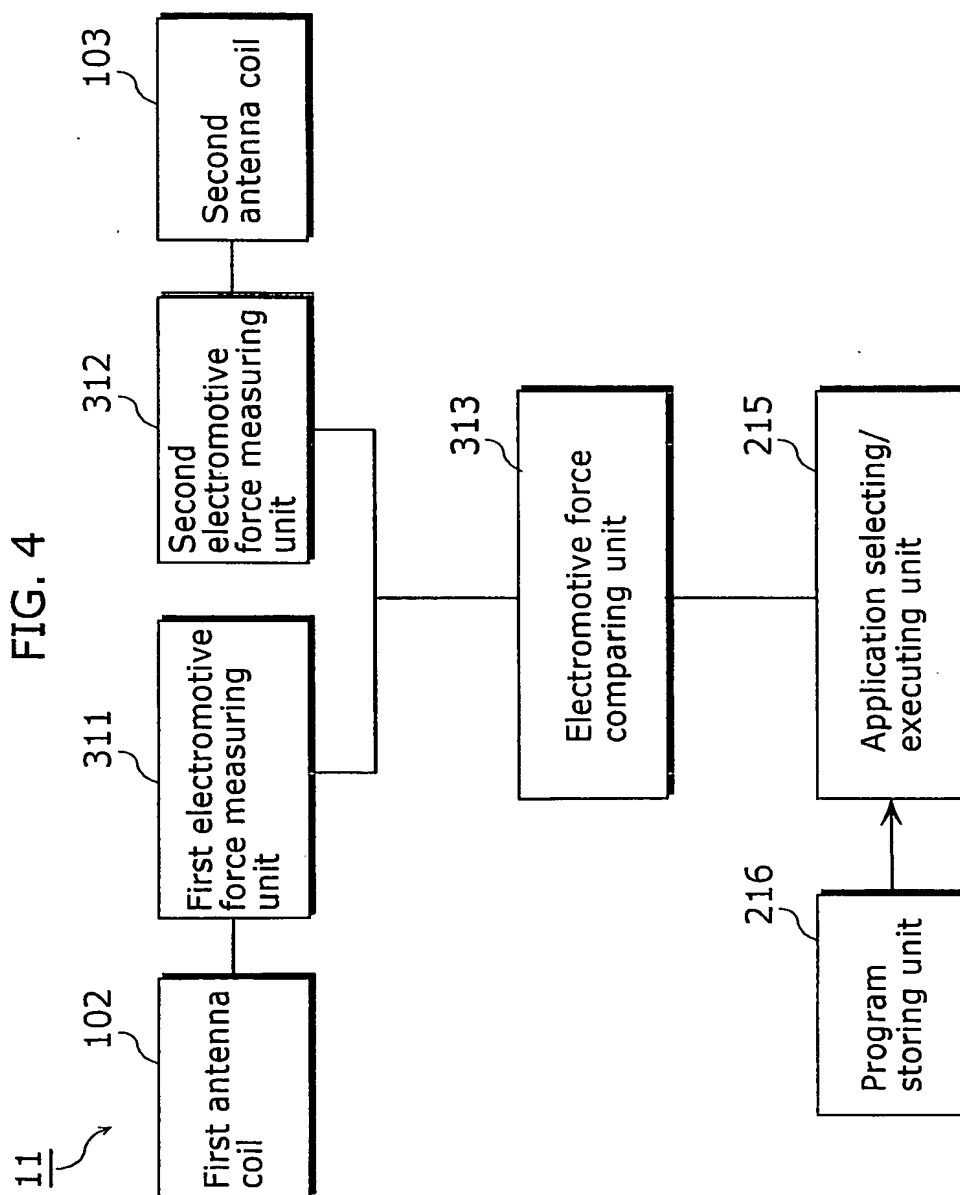 FIG. 4
11
102
First antenna
coil
311
First electromotive
force measuring
unit
312
Second
electromotive
force measuring
unit
103
Second
antenna coil
313
Electromotive force
comparing unit
216
Program
storing unit
215
Application selecting/
executing unit